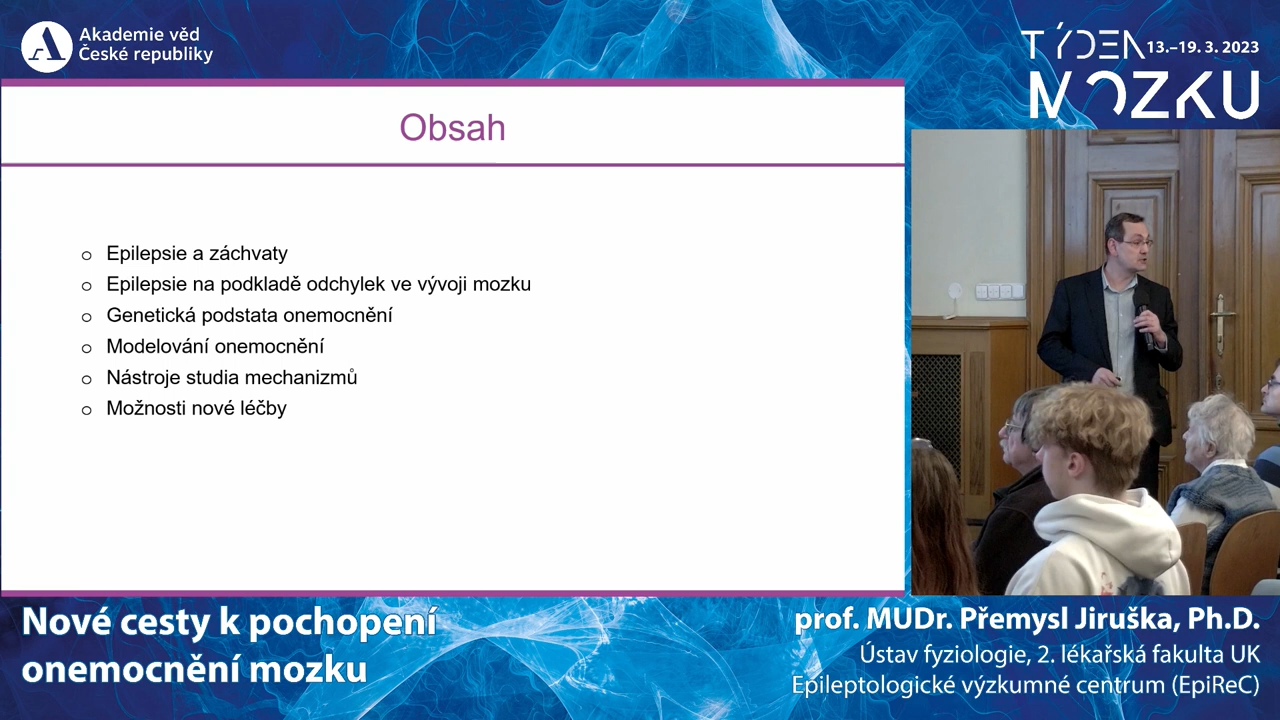 Akademie věd
České republiky
TÝDEN 13.–19. 3. 2023
MOZKU
Obsah
o Epilepsie a záchvaty
o Epilepsie na podkladě odchylek ve vývoji mozku
o Genetická podstata onemocnění
o Modelování onemocnění
o Nástroje studia mechanizmů
o Možnosti nové léčby
Nové cesty k pochopení
onemocnění mozku
prof. MUDr. Přemysl Jiruška, Ph.D.
Ústav fyziologie, 2. lékařská fakulta UK
Epileptologické výzkumné centrum (EpiReC)